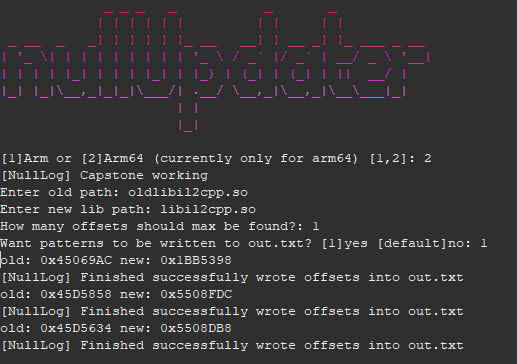 nullUpdater
[1]Arm or [2]Arm64 (currently only for arm64) [1,2]: 2
[NullLog] Capstone working
Enter old path: oldlibil2cpp.so
Enter new lib path: libil2cpp.so
How many offsets should max be found?: 1
Want patterns to be written to out.txt? [1]yes [default]no: 1
old: 0x45069AC new: 0x1BB5398
[NullLog] Finished successfully wrote offsets into out.txt
old: 0x45D5858 new: 0x5508FDC
[NullLog] Finished successfully wrote offsets into out.txt
old: 0x45D5634 new: 0x5508DB8
[NullLog] Finished successfully wrote offsets into out.txt